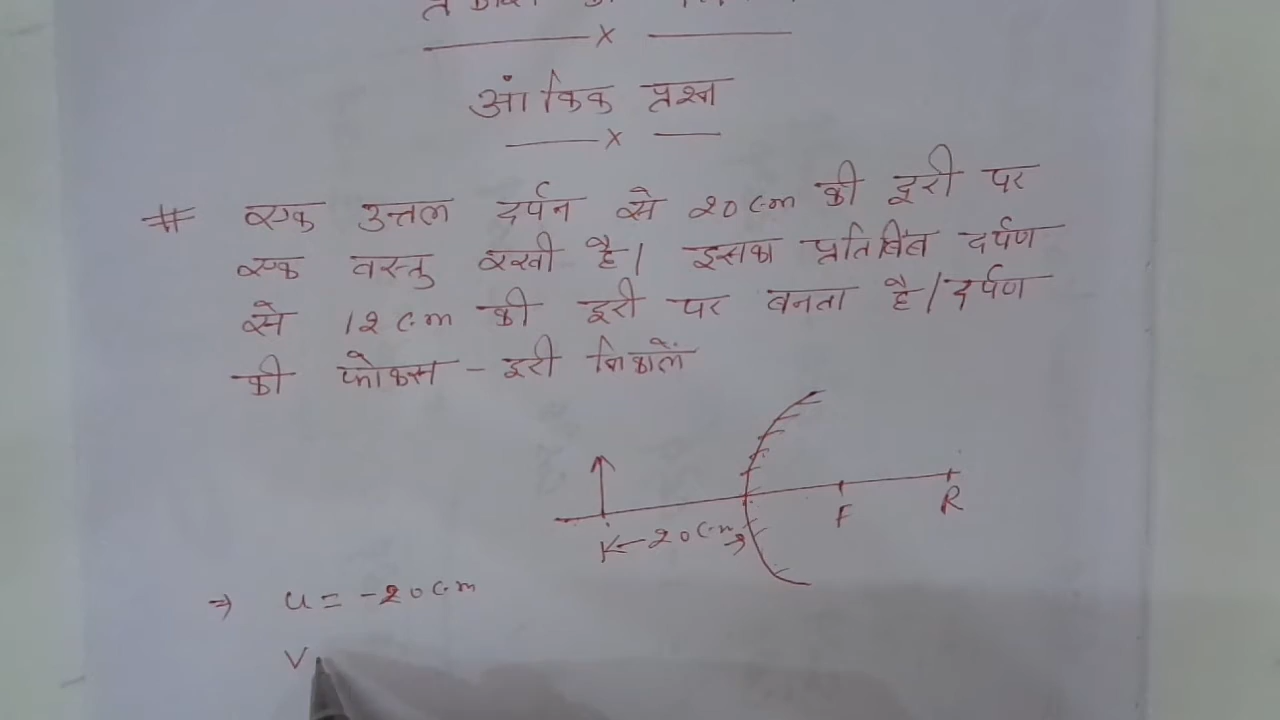 आंकिक प्रश्न
# एक उत्तल दर्पन से 20 cm की दूरी पर
एक वस्तु रखी है। इसका प्रतिबिंब दर्पण
से 12 cm की दूरी पर बनता है। दर्पण
की फोकस - दूरी निकालें
F
R
20 cm
⇒ u = -20 cm
V